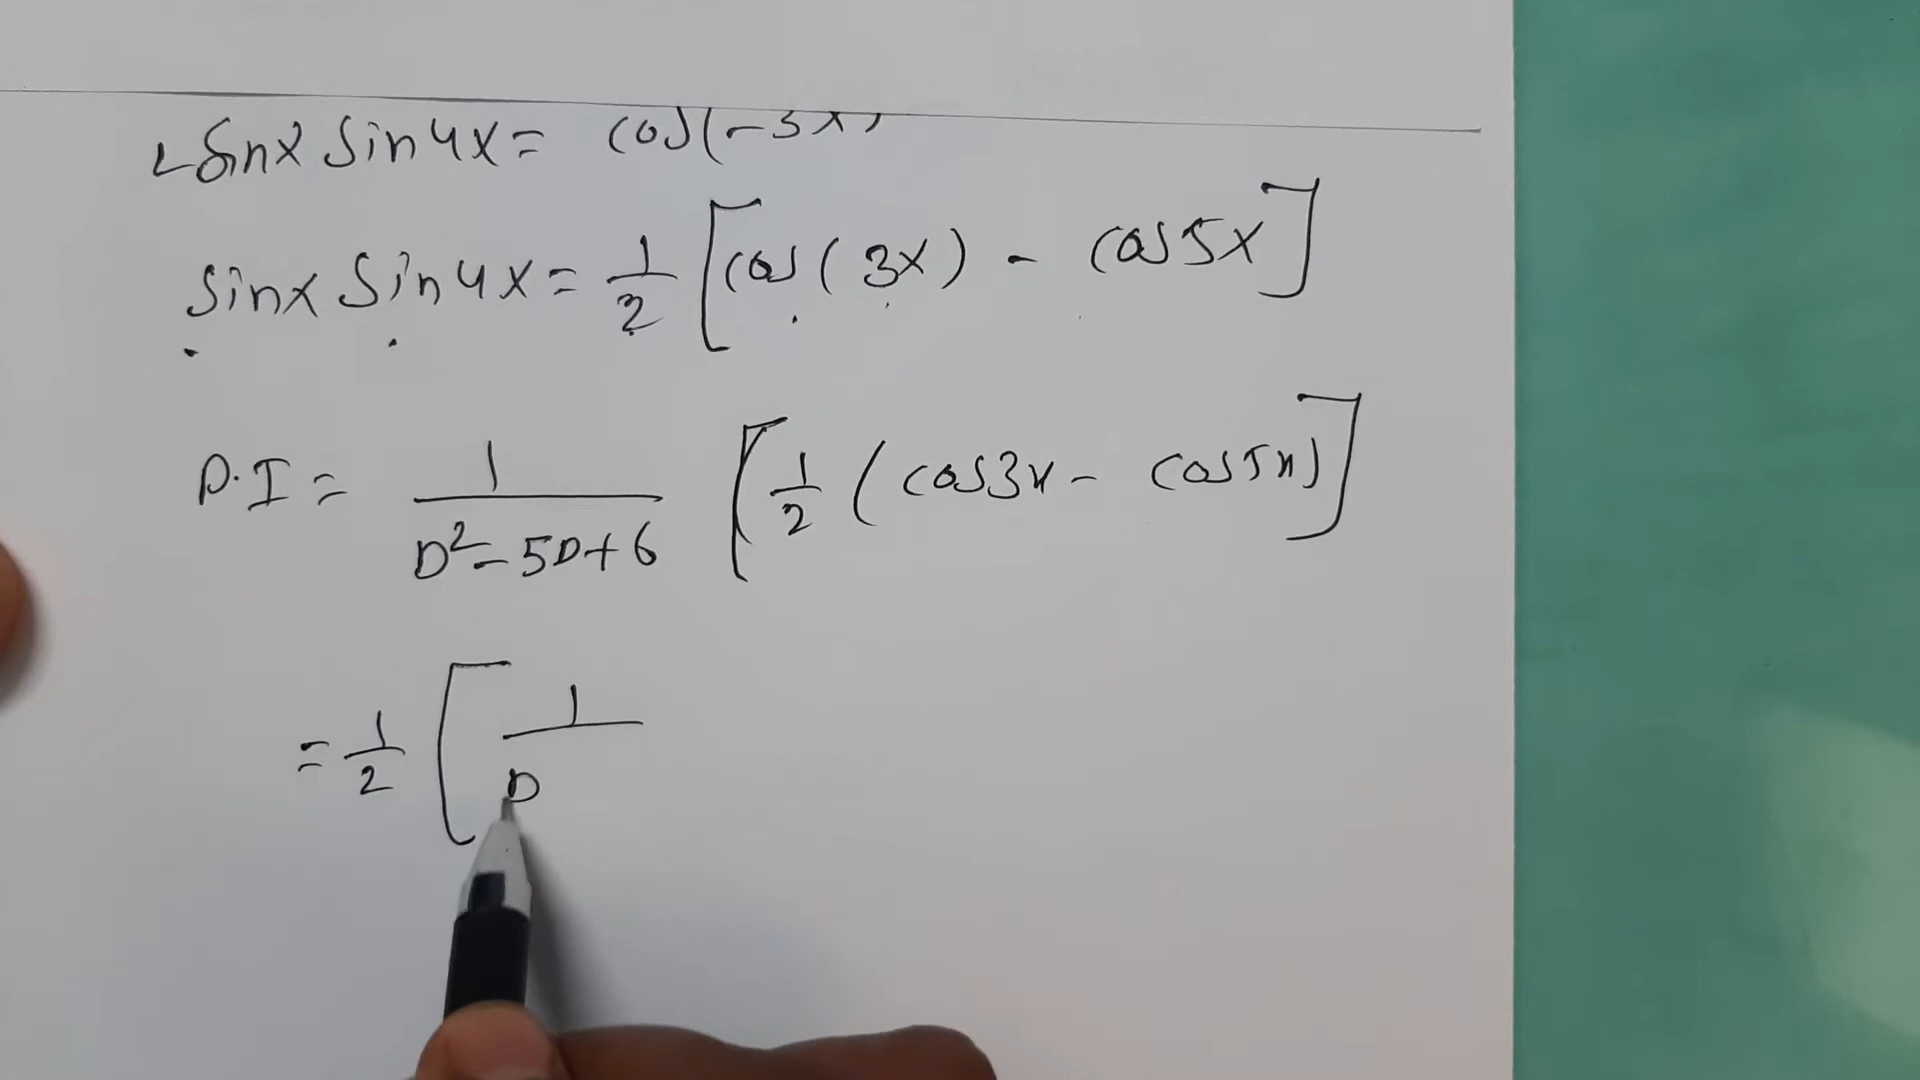 2 Sinx Sin4x = cos(-3x)
Sinx Sin4x = 1/2 [cos(3x) - cos5x]
P.I = 1/(D²-5D+6) [1/2 (cos3x - cos5x)]
= 1/2 [1/D